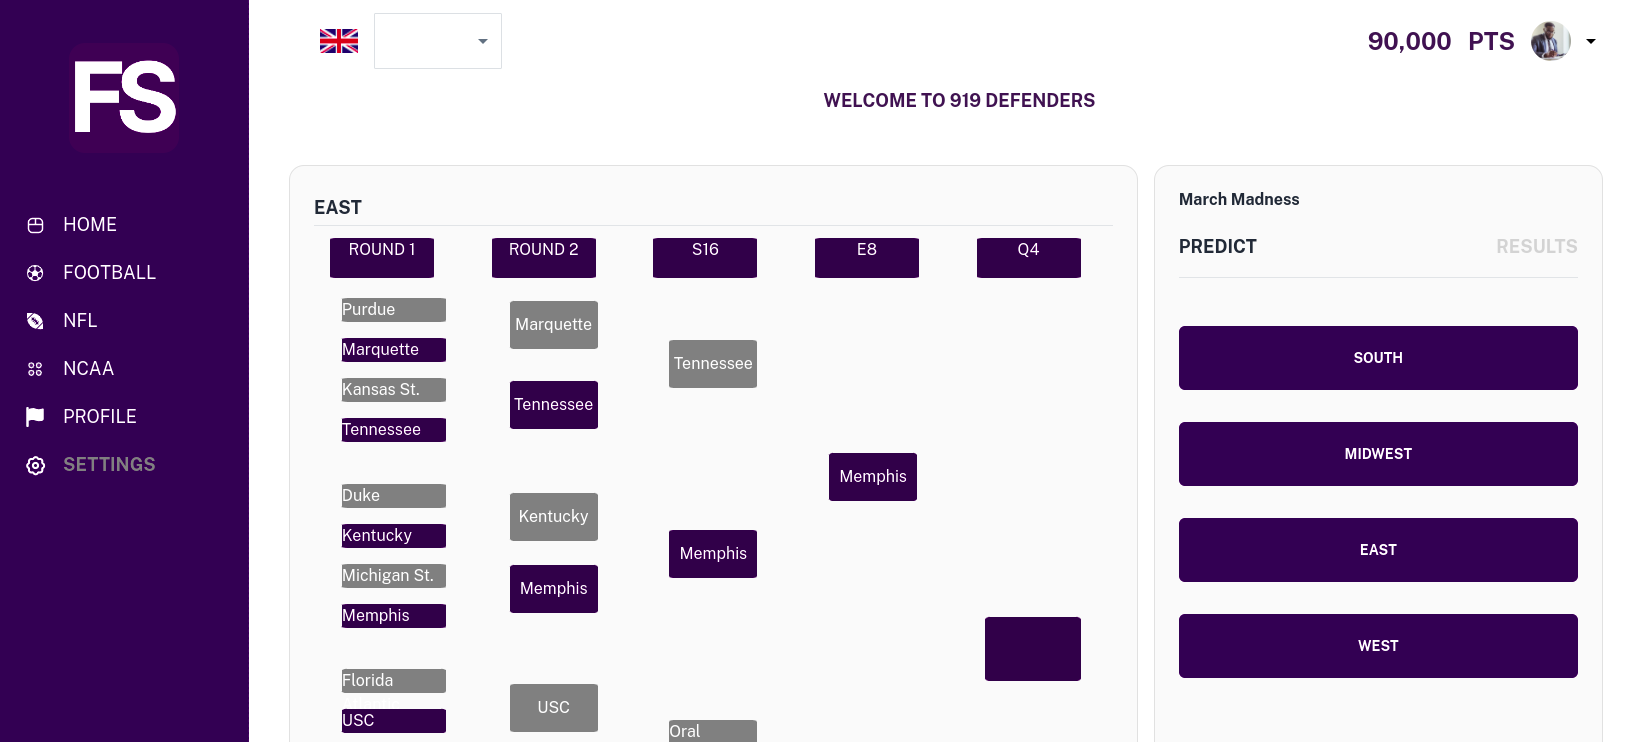 FS
HOME
FOOTBALL
NFL
NCAA
PROFILE
SETTINGS
90,000 PTS
WELCOME TO 919 DEFENDERS
EAST
ROUND 1 ROUND 2 S16 E8 Q4
Purdue
Marquette
Kansas St.
Tennessee
Duke
Kentucky
Michigan St.
Memphis
Florida
USC
Marquette
Tennessee
Kentucky
Memphis
USC
Tennessee
Memphis
Oral
Memphis
March Madness
PREDICT RESULTS
SOUTH
MIDWEST
EAST
WEST